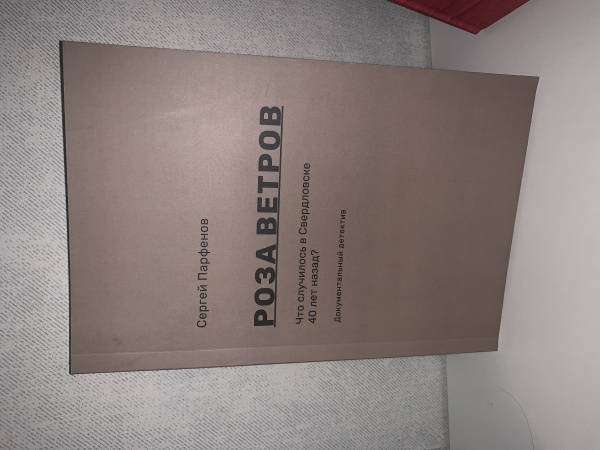 Сергей Парфенов
РОЗА ВЕТРОВ
Что случилось в Свердловске
40 лет назад?
Документальный детектив